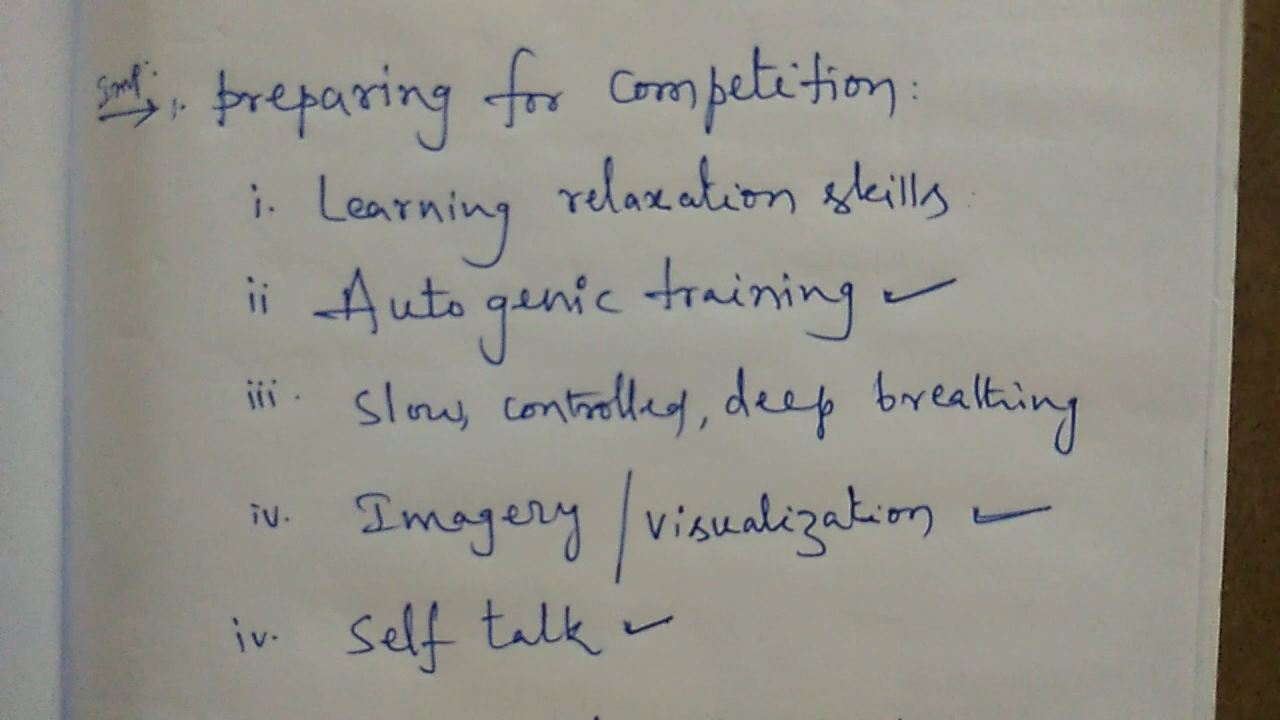 Imp: → 1. preparing for competition:
i. Learning relaxation skills
ii Autogenic training ✓
iii. slow, controlled, deep breathing
iv. Imagery / visualization ✓
iv. Self talk ✓